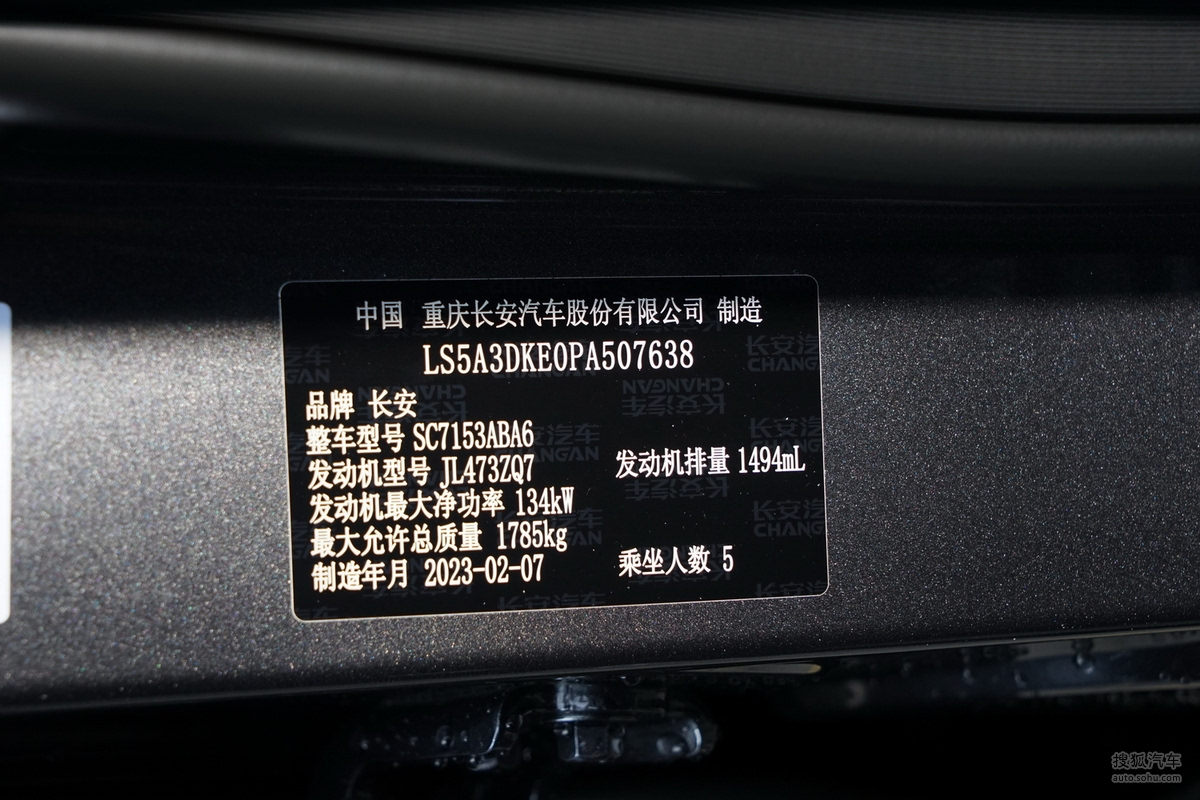 中国 重庆长安汽车股份有限公司 制造
LS5A3DKE0PA507638
品牌 长安
整车型号 SC7153ABA6
发动机型号 JL473ZQ7
发动机排量 1494mL
发动机最大净功率 134kW
最大允许总质量 1785kg
制造年月 2023-02-07
乘坐人数 5
搜狐汽车
auto.sohu.com